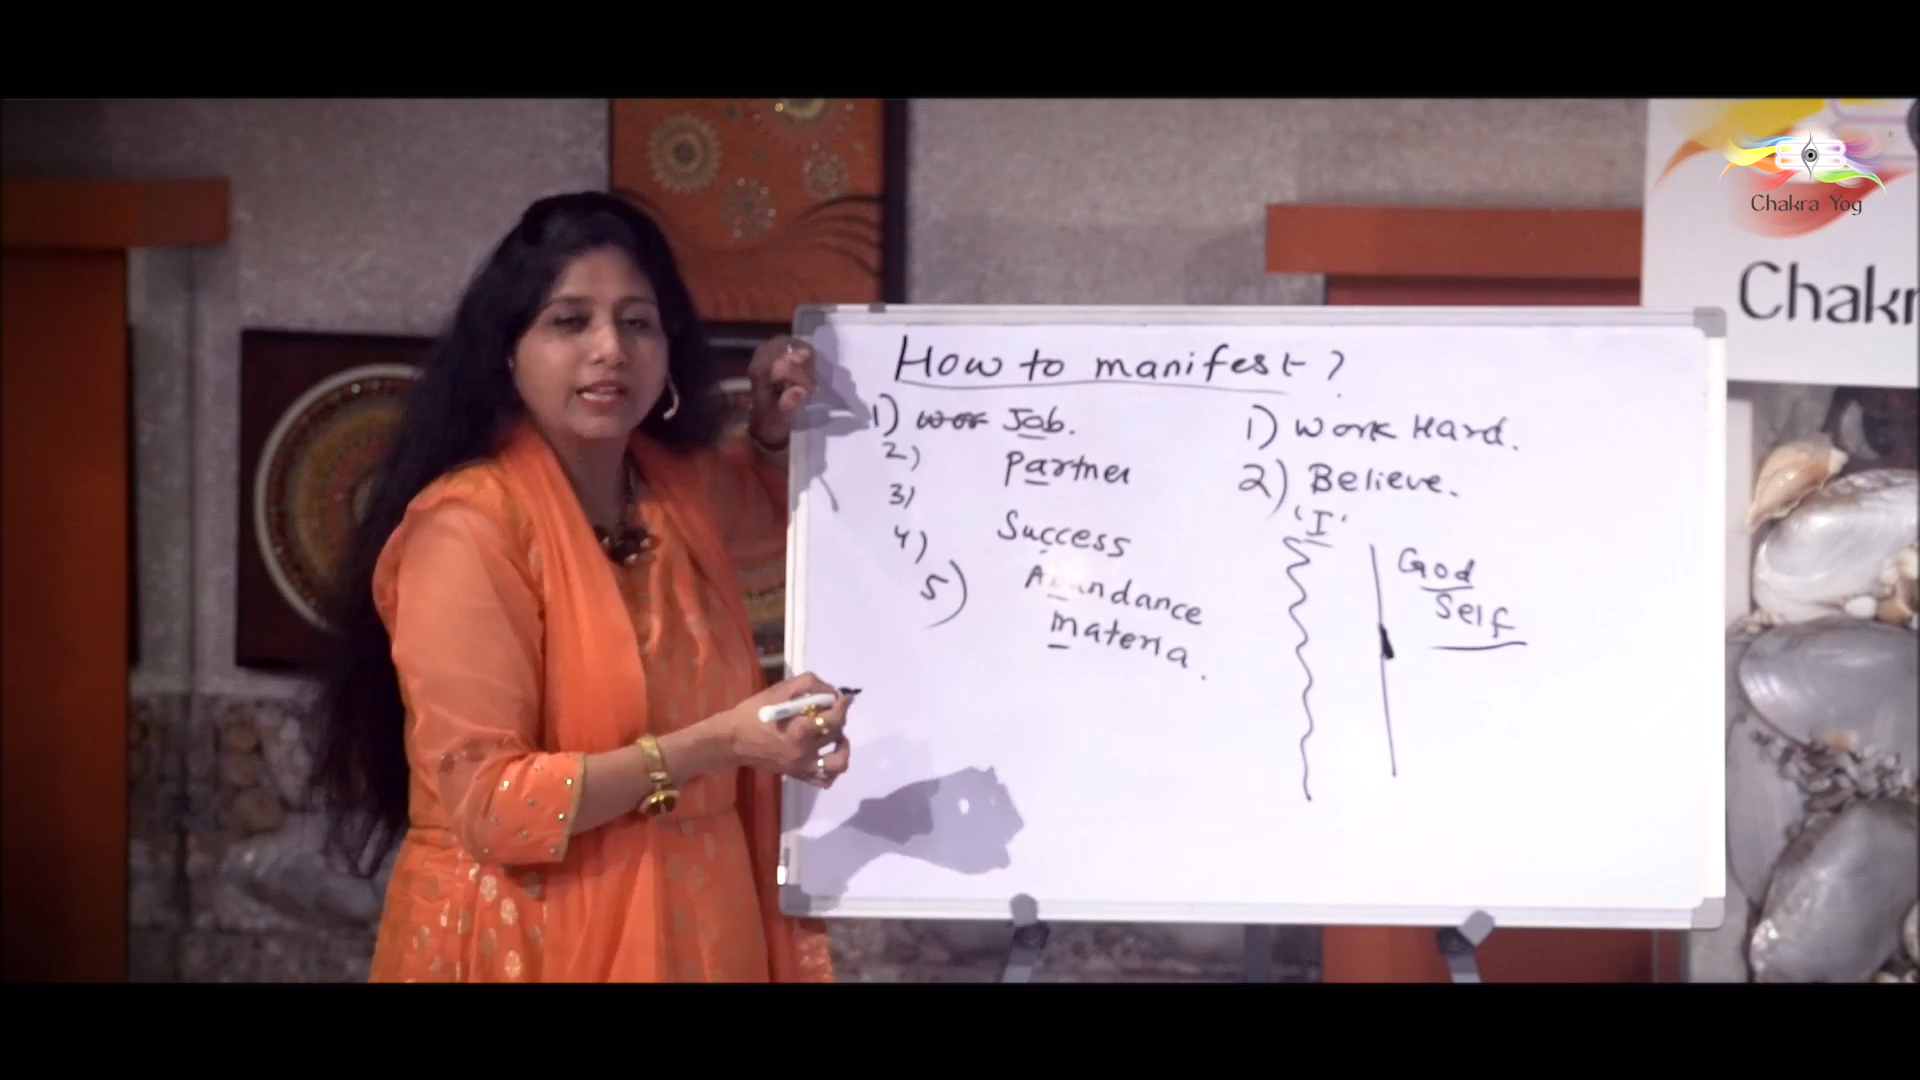 Chakra Yog
Chakr
How to manifest?
1) wor Job.
2) Partner
3)
4) Success
5) Abundance
materia.
1) work Hard.
2) Believe.
'I'
God
Self